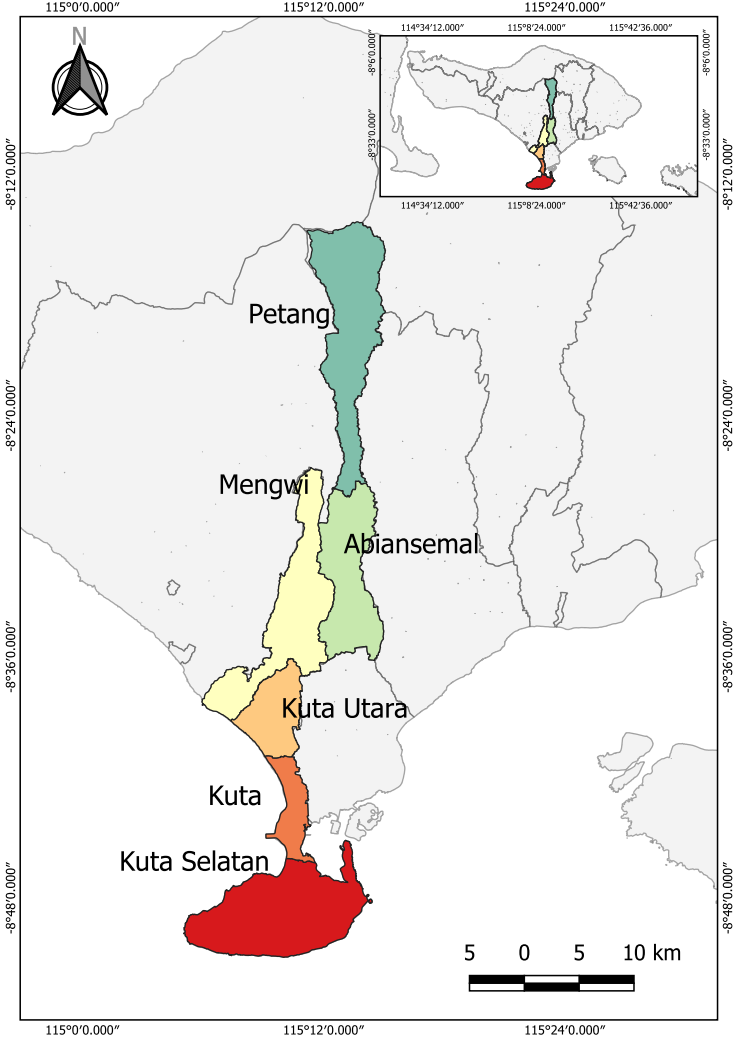 115°0′0.000″ 115°12′0.000″ 115°24′0.000″
N
114°34′12.000″ 115°8′24.000″ 115°42′36.000″
-8°6′0.000″
-8°6′0.000″
-8°33′0.000″
-8°33′0.000″
114°34′12.000″ 115°8′24.000″ 115°42′36.000″
-8°12′0.000″
-8°12′0.000″
Petang
-8°24′0.000″
-8°24′0.000″
Mengwi
Abiansemal
-8°36′0.000″
-8°36′0.000″
Kuta Utara
Kuta
Kuta Selatan
-8°48′0.000″
-8°48′0.000″
5 0 5 10 km
115°0′0.000″ 115°12′0.000″ 115°24′0.000″